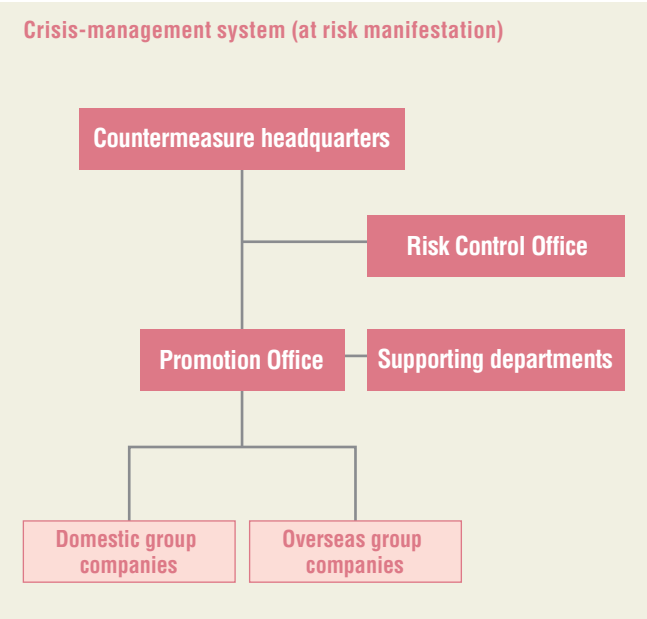 Crisis-management system (at risk manifestation)
Countermeasure headquarters
Risk Control Office
Promotion Office
Supporting departments
Domestic group
companies
Overseas group
companies